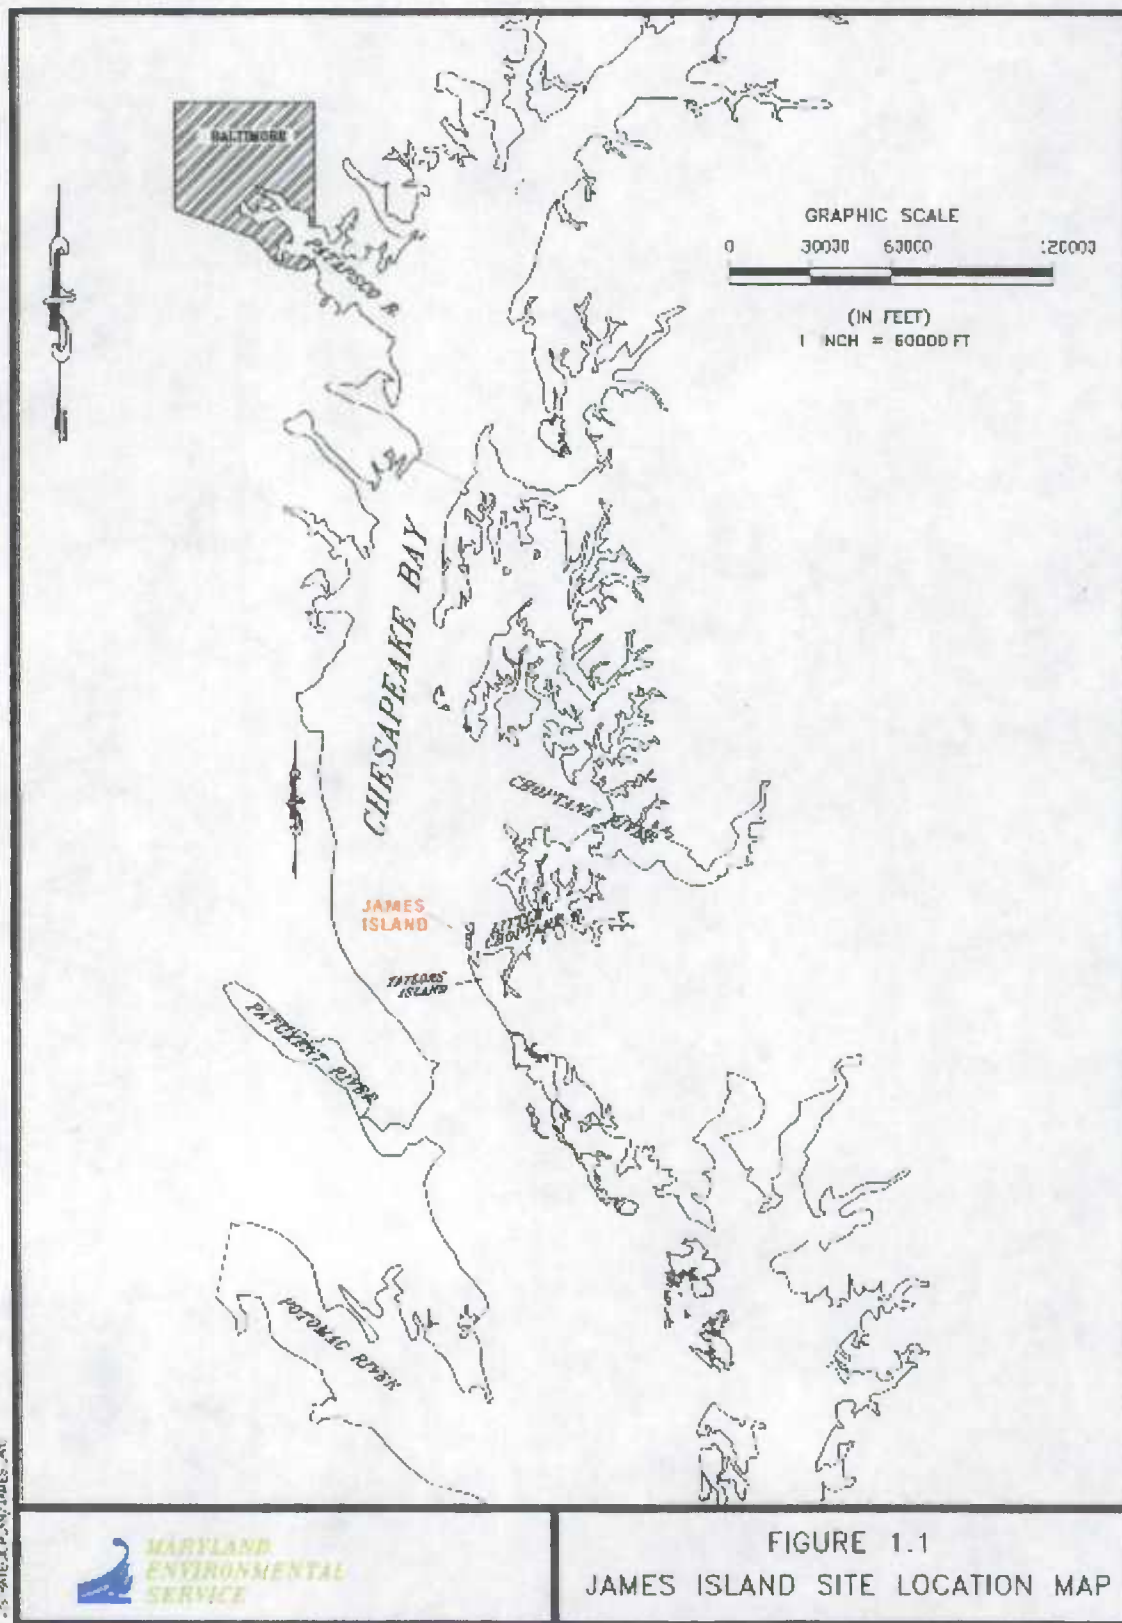 BALTIMORE
PATAPSCO R
GRAPHIC SCALE
0 30000 60000 120000
(IN FEET)
1 NCH = 60000 FT
CHESAPEAKE BAY
CHOPTANK RIVER
JAMES
ISLAND
LITTLE
CHOPTANK R
TAYLORS
ISLAND
PATUXENT RIVER
POTOMAC RIVER
MARYLAND
ENVIRONMENTAL
SERVICE
FIGURE 1.1
JAMES ISLAND SITE LOCATION MAP